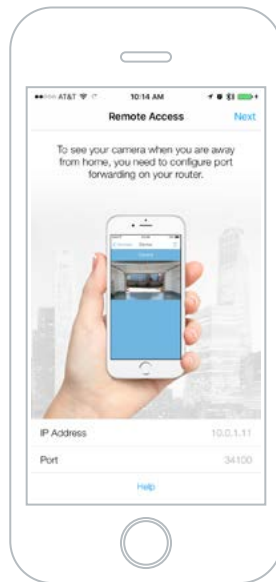 AT&T 10:14 AM
Remote Access Next
To see your camera when you are away
from home, you need to configure port
forwarding on your router.
IP Address 10.0.1.11
Port 34100
Help